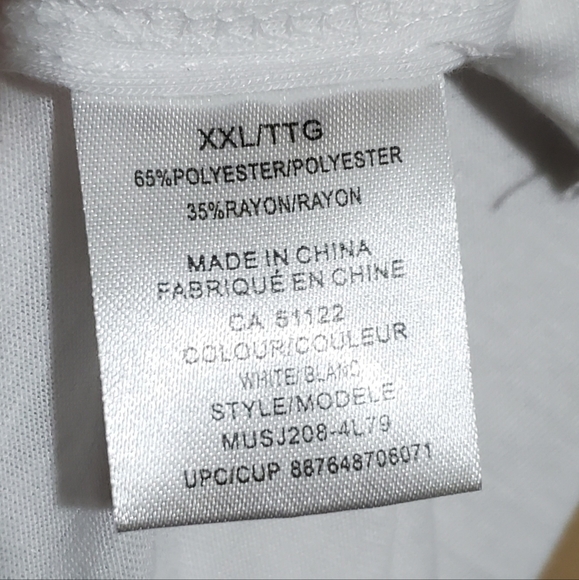 XXL/TTG
65%POLYESTER/POLYESTER
35%RAYON/RAYON
MADE IN CHINA
FABRIQUÉ EN CHINE
CA 51122
COLOUR/COULEUR
WHITE/BLANC
STYLE/MODÈLE
MUSJ208-4L79
UPC/CUP 887648706071